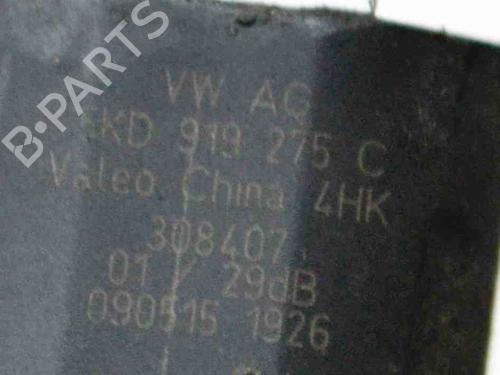 B-PARTS
VW AG
5KD 919 275 C
Valeo China 4HK
308407
01 / 29dB
090515 1926